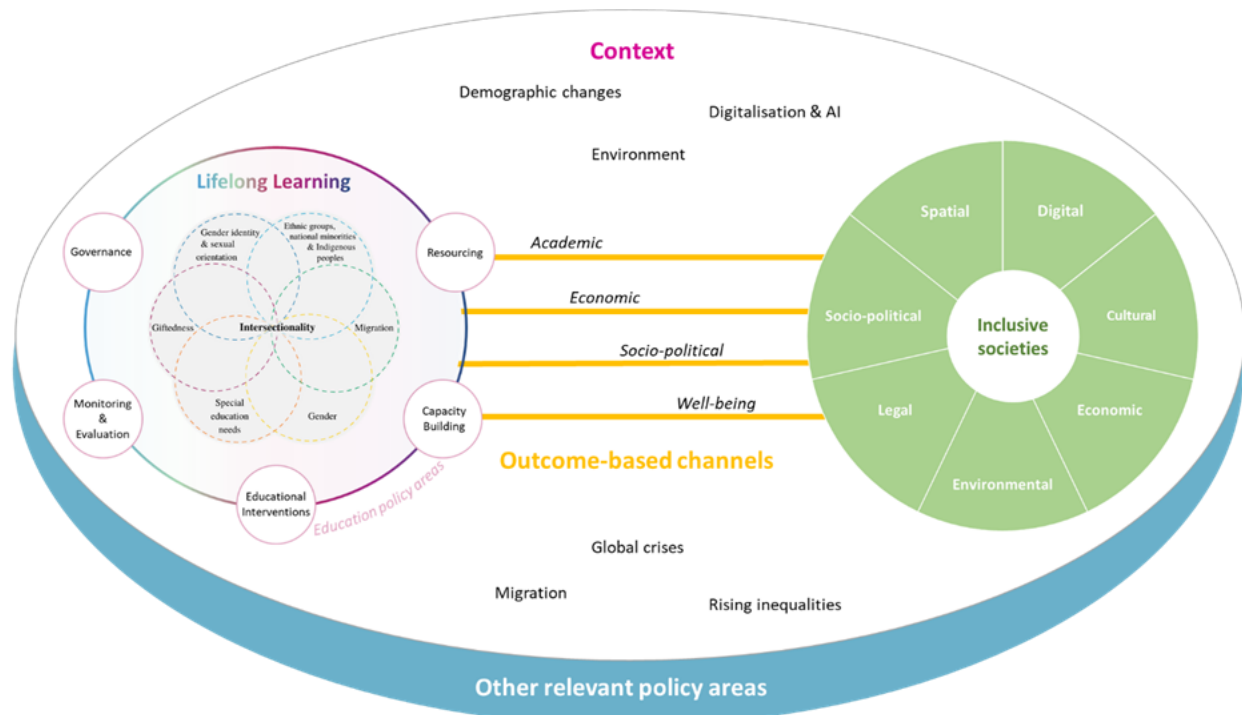 Context
Demographic changes
Digitalisation & AI
Environment
Lifelong Learning
Governance
Gender identity
& sexual
orientation
Ethnic groups,
national minorities
& Indigenous
peoples
Resourcing
Giftedness
Intersectionality
Migration
Monitoring
&
Evaluation
Special
education
needs
Gender
Capacity
Building
Educational
Interventions
Education policy areas
Academic
Economic
Socio-political
Well-being
Outcome-based channels
Spatial
Digital
Socio-political
Inclusive
societies
Cultural
Legal
Economic
Environmental
Global crises
Migration
Rising inequalities
Other relevant policy areas